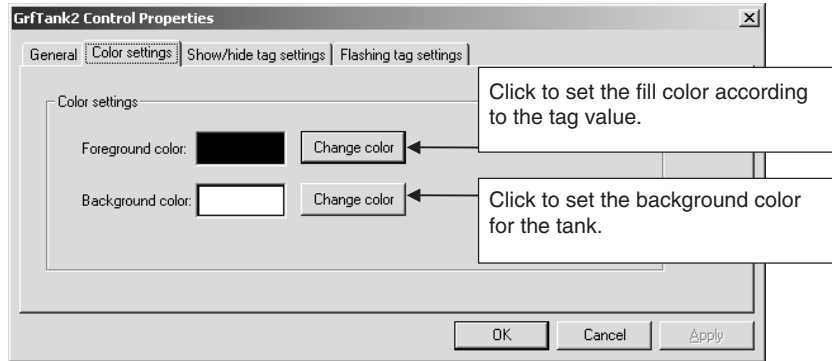 GrfTank2 Control Properties
General
Color settings
Show/hide tag settings
Flashing tag settings
Color settings
Foreground color:
Change color
Click to set the fill color according
to the tag value.
Background color:
Change color
Click to set the background color
for the tank.
OK
Cancel
Apply